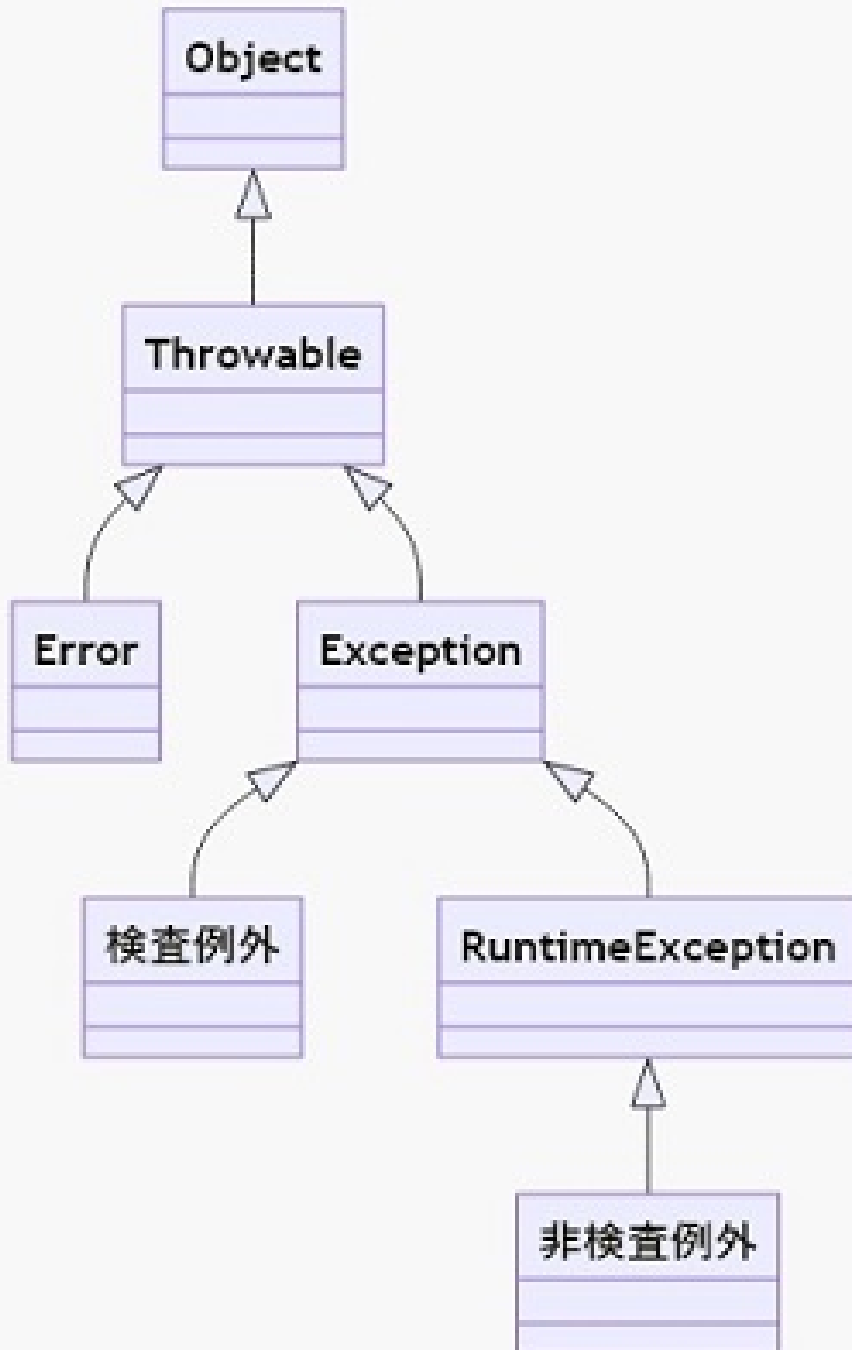 Object
Throwable
Error
Exception
検査例外
RuntimeException
非検査例外